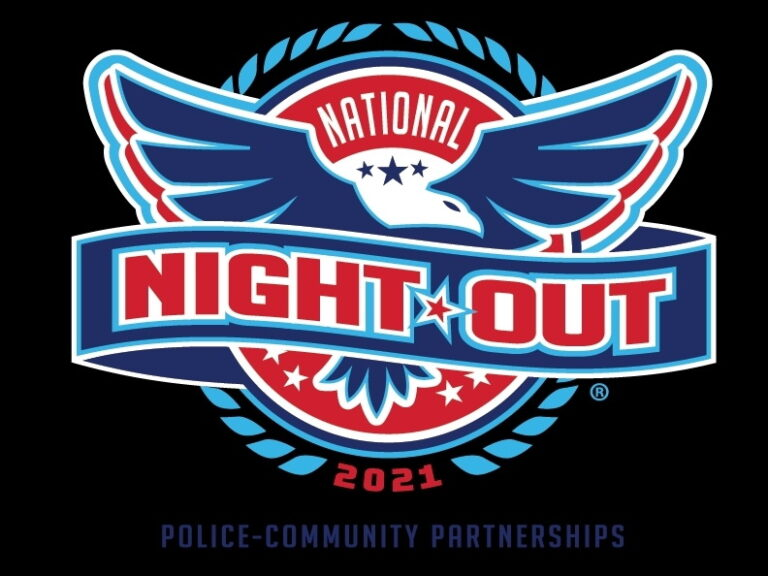 NATIONAL
NIGHT OUT
®
2021
POLICE-COMMUNITY PARTNERSHIPS